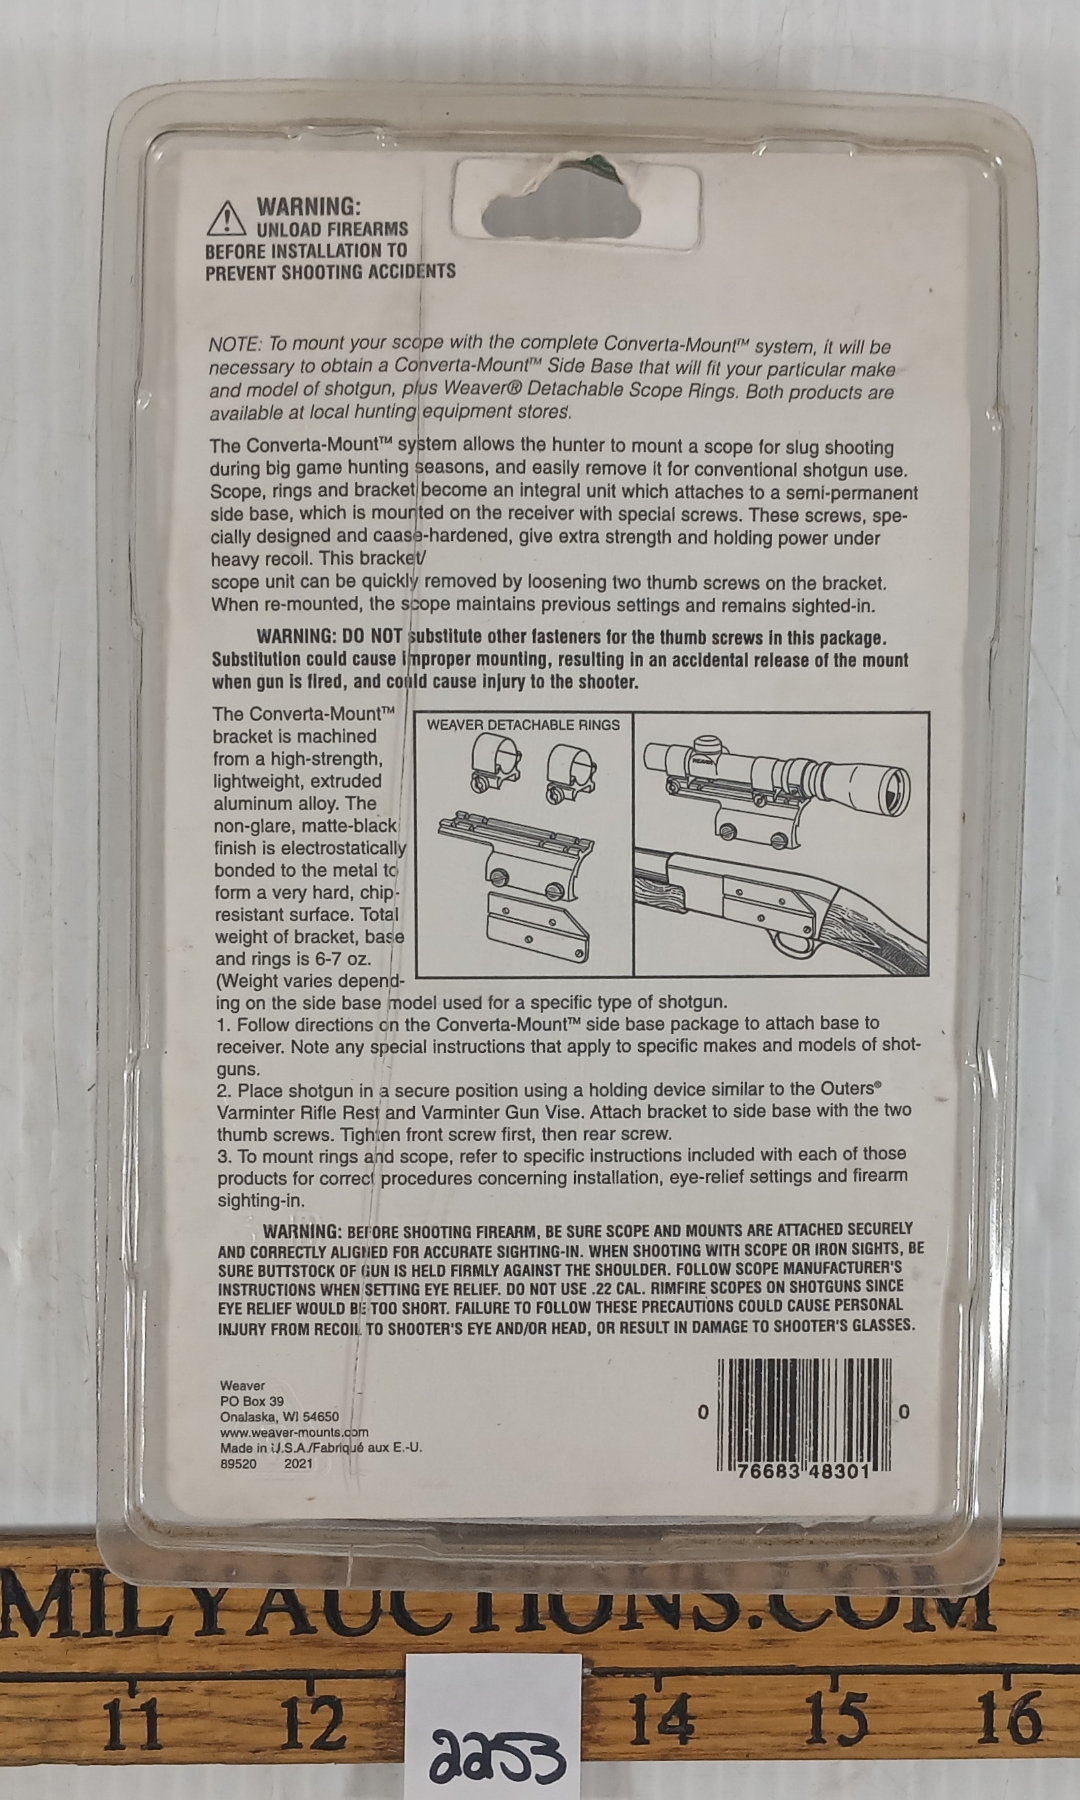 WARNING:
UNLOAD FIREARMS
BEFORE INSTALLATION TO
PREVENT SHOOTING ACCIDENTS
NOTE: To mount your scope with the complete Converta-Mount™ system, it will be
necessary to obtain a Converta-Mount™ Side Base that will fit your particular make
and model of shotgun, plus Weaver® Detachable Scope Rings. Both products are
available at local hunting equipment stores.
The Converta-Mount™ system allows the hunter to mount a scope for slug shooting
during big game hunting seasons, and easily remove it for conventional shotgun use.
Scope, rings and bracket become an integral unit which attaches to a semi-permanent
side base, which is mounted on the receiver with special screws. These screws, spe-
cially designed and caase-hardened, give extra strength and holding power under
heavy recoil. This bracket/
scope unit can be quickly removed by loosening two thumb screws on the bracket.
When re-mounted, the scope maintains previous settings and remains sighted-in.
WARNING: DO NOT substitute other fasteners for the thumb screws in this package.
Substitution could cause improper mounting, resulting in an accidental release of the mount
when gun is fired, and could cause injury to the shooter.
The Converta-Mount™
bracket is machined
from a high-strength,
lightweight, extruded
aluminum alloy. The
non-glare, matte-black
finish is electrostatically
bonded to the metal to
form a very hard, chip-
resistant surface. Total
weight of bracket, base
and rings is 6-7 oz.
(Weight varies depend-
ing on the side base model used for a specific type of shotgun.
WEAVER DETACHABLE RINGS
1. Follow directions on the Converta-Mount™ side base package to attach base to
receiver. Note any special instructions that apply to specific makes and models of shot-
guns.
2. Place shotgun in a secure position using a holding device similar to the Outers®
Varminter Rifle Rest and Varminter Gun Vise. Attach bracket to side base with the two
thumb screws. Tighten front screw first, then rear screw.
3. To mount rings and scope, refer to specific instructions included with each of those
products for correct procedures concerning installation, eye-relief settings and firearm
sighting-in.
WARNING: BEFORE SHOOTING FIREARM, BE SURE SCOPE AND MOUNTS ARE ATTACHED SECURELY
AND CORRECTLY ALIGNED FOR ACCURATE SIGHTING-IN. WHEN SHOOTING WITH SCOPE OR IRON SIGHTS, BE
SURE BUTTSTOCK OF GUN IS HELD FIRMLY AGAINST THE SHOULDER. FOLLOW SCOPE MANUFACTURER'S
INSTRUCTIONS WHEN SETTING EYE RELIEF. DO NOT USE .22 CAL. RIMFIRE SCOPES ON SHOTGUNS SINCE
EYE RELIEF WOULD BE TOO SHORT. FAILURE TO FOLLOW THESE PRECAUTIONS COULD CAUSE PERSONAL
INJURY FROM RECOIL TO SHOOTER'S EYE AND/OR HEAD, OR RESULT IN DAMAGE TO SHOOTER'S GLASSES.
Weaver
PO Box 39
Onalaska, WI 54650
www.weaver-mounts.com
Made in U.S.A./Fabriqué aux E.-U.
89520 2021
0 76683 48301 0
MILYAUCTIONS.COM
11 12 14 15 16
2253